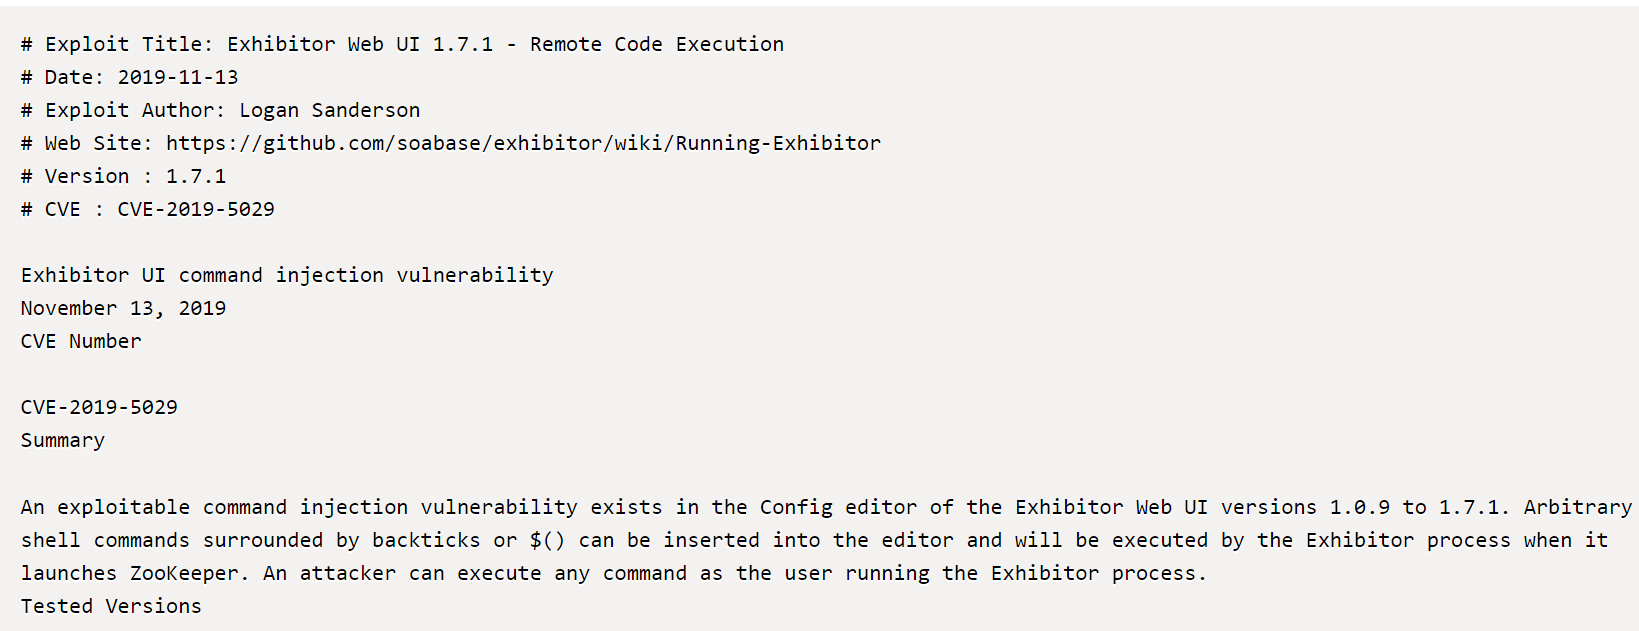 # Exploit Title: Exhibitor Web UI 1.7.1 - Remote Code Execution
# Date: 2019-11-13
# Exploit Author: Logan Sanderson
# Web Site: https://github.com/soabase/exhibitor/wiki/Running-Exhibitor
# Version : 1.7.1
# CVE : CVE-2019-5029
Exhibitor UI command injection vulnerability
November 13, 2019
CVE Number
CVE-2019-5029
Summary
An exploitable command injection vulnerability exists in the Config editor of the Exhibitor Web UI versions 1.0.9 to 1.7.1. Arbitrary
shell commands surrounded by backticks or $() can be inserted into the editor and will be executed by the Exhibitor process when it
launches ZooKeeper. An attacker can execute any command as the user running the Exhibitor process.
Tested Versions